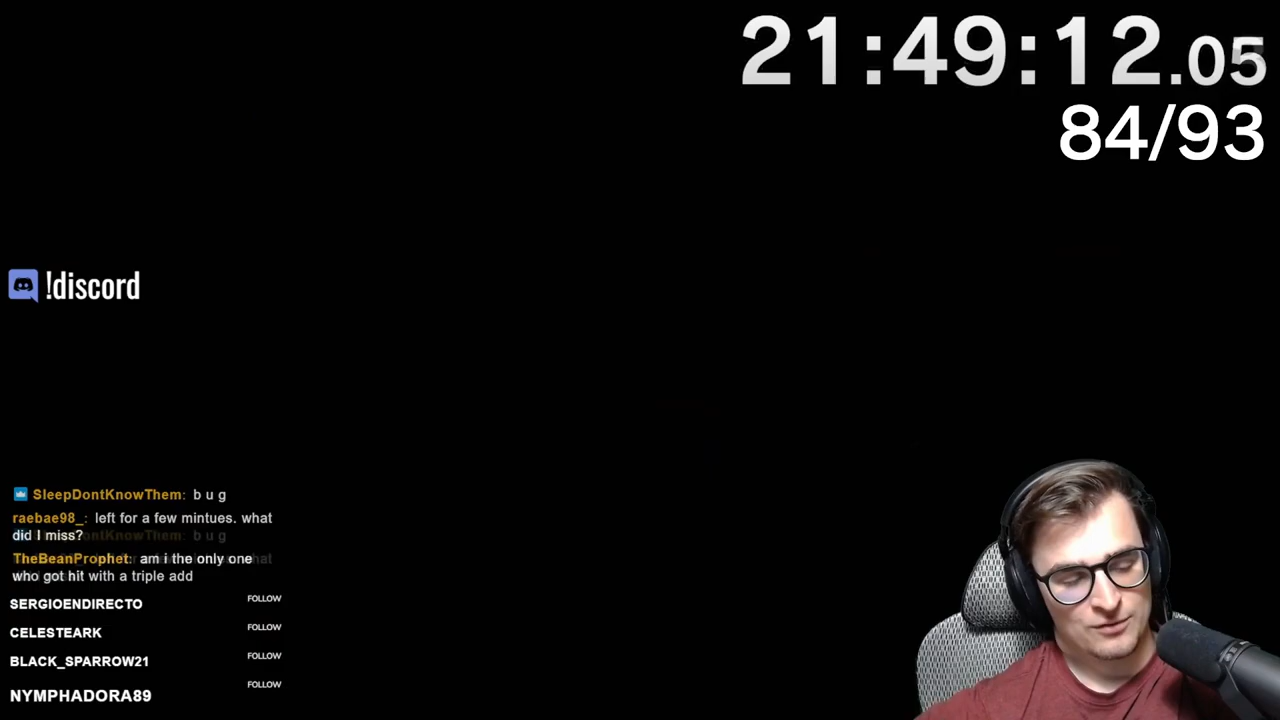 21:49:12.05
84/93
!discord
SleepDontKnowThem: b u g
raebae98_: left for a few mintues. what
did I miss?
TheBeanProphet: am i the only one
who got hit with a triple add
SERGIOENDIRECTO FOLLOW
CELESTEARK FOLLOW
BLACK_SPARROW21 FOLLOW
NYMPHADORA89 FOLLOW